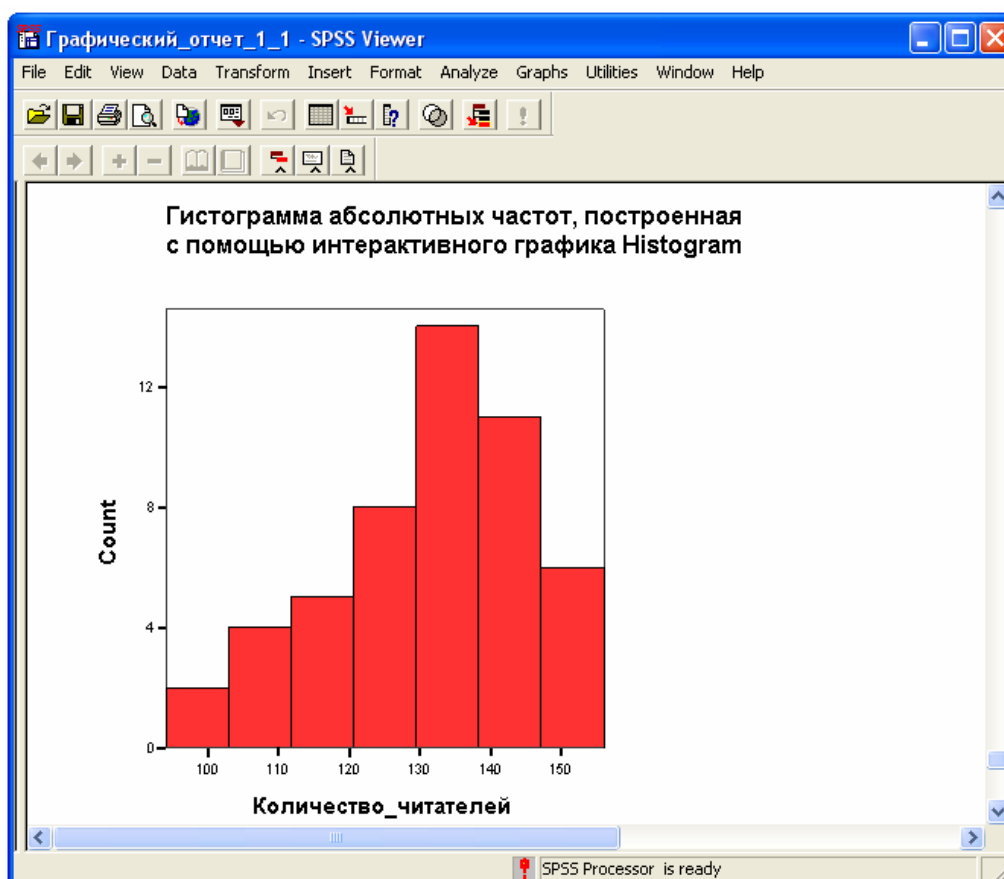 Графический_отчет_1_1 - SPSS Viewer
File Edit View Data Transform Insert Format Analyze Graphs Utilities Window Help
Гистограмма абсолютных частот, построенная
с помощью интерактивного графика Histogram
12
8
4
0
Count
100 110 120 130 140 150
Количество_читателей
SPSS Processor is ready